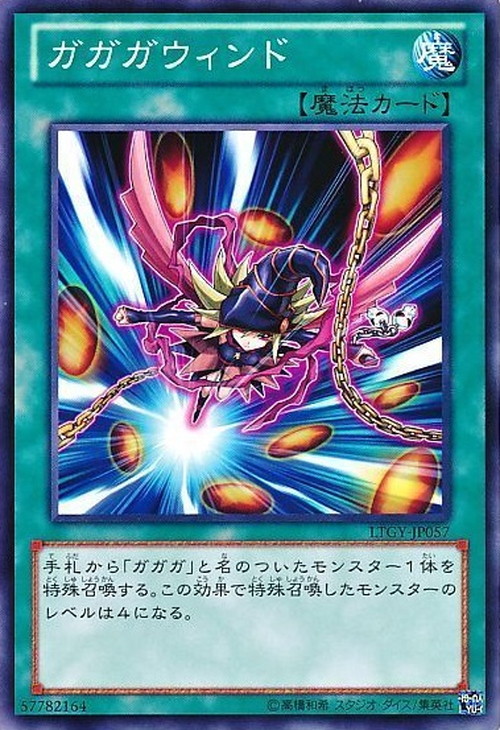 ガガガウィンド
魔
【魔法カード】
LTGY-JP057
手札から「ガガガ」と名のついたモンスター1体を
特殊召喚する。この効果で特殊召喚したモンスターの
レベルは4になる。
57782164
©高橋和希 スタジオ・ダイス/集英社